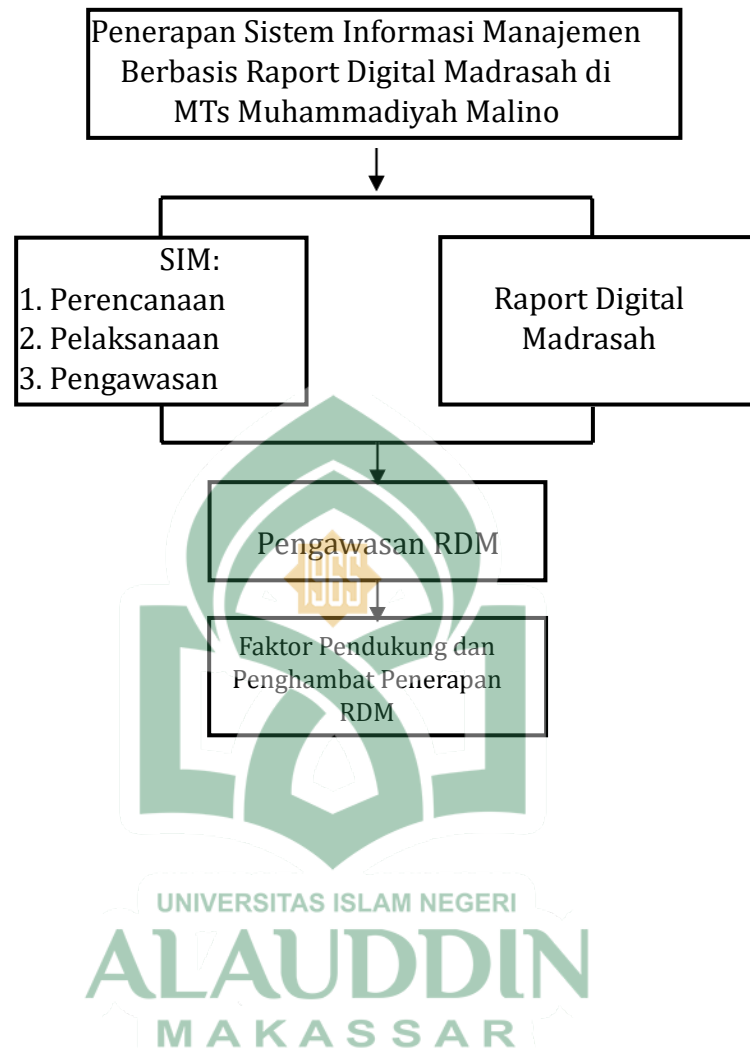 Penerapan Sistem Informasi Manajemen
Berbasis Raport Digital Madrasah di
MTs Muhammadiyah Malino
SIM:
1. Perencanaan
2. Pelaksanaan
3. Pengawasan
Raport Digital
Madrasah
Pengawasan RDM
1965
Faktor Pendukung dan
Penghambat Penerapan
RDM
UNIVERSITAS ISLAM NEGERI
ALAUDDIN
MAKASSAR